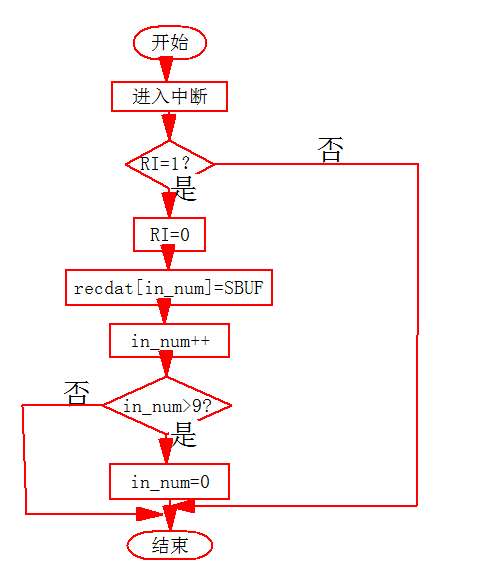 开始
进入中断
RI=1?
否
是
RI=0
recdat[in_num]=SBUF
in_num++
否
in_num>9?
是
in_num=0
结束